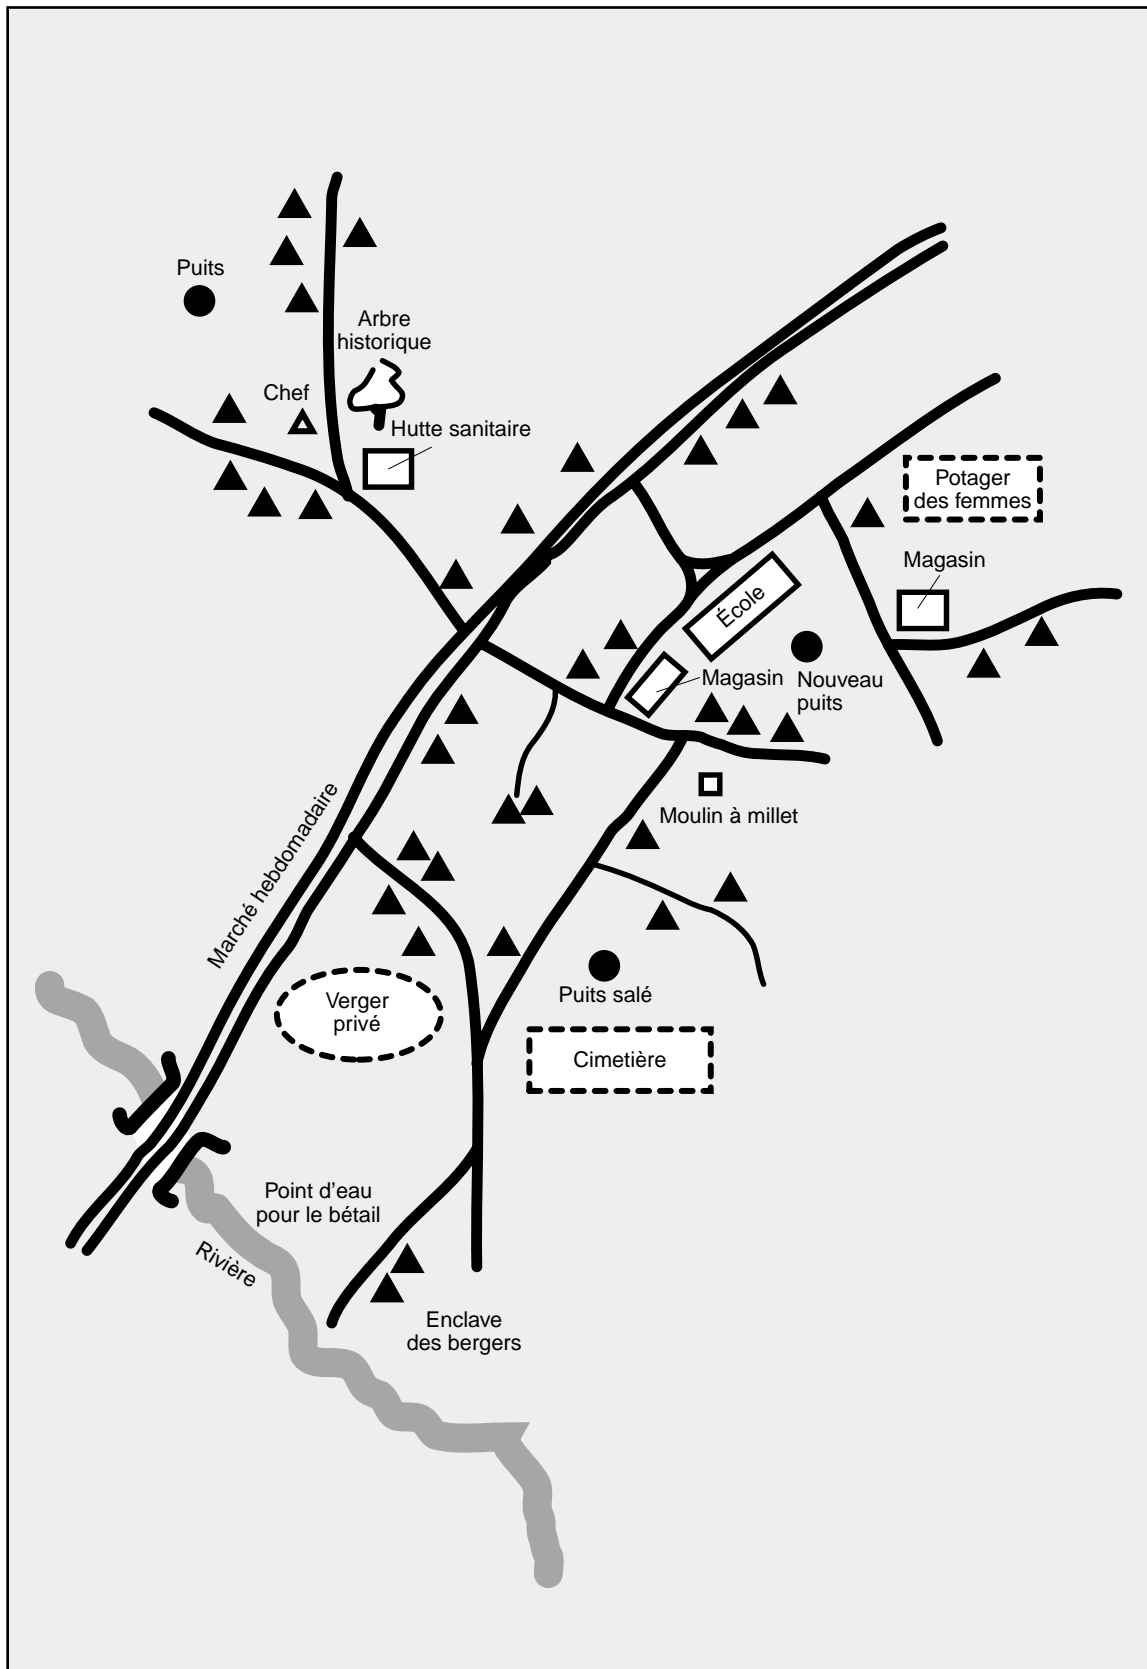 Puits
Arbre
historique
Chef
Hutte sanitaire
Potager
des femmes
Magasin
École
Magasin
Nouveau
puits
Moulin à millet
Marché hebdomadaire
Verger
privé
Puits salé
Cimetière
Point d’eau
pour le bétail
Rivière
Enclave
des bergers